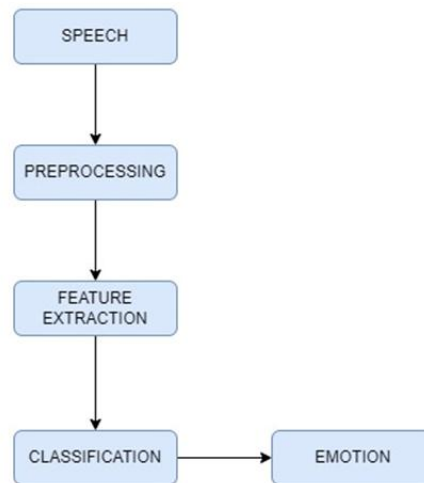 SPEECH
PREPROCESSING
FEATURE
EXTRACTION
CLASSIFICATION
EMOTION